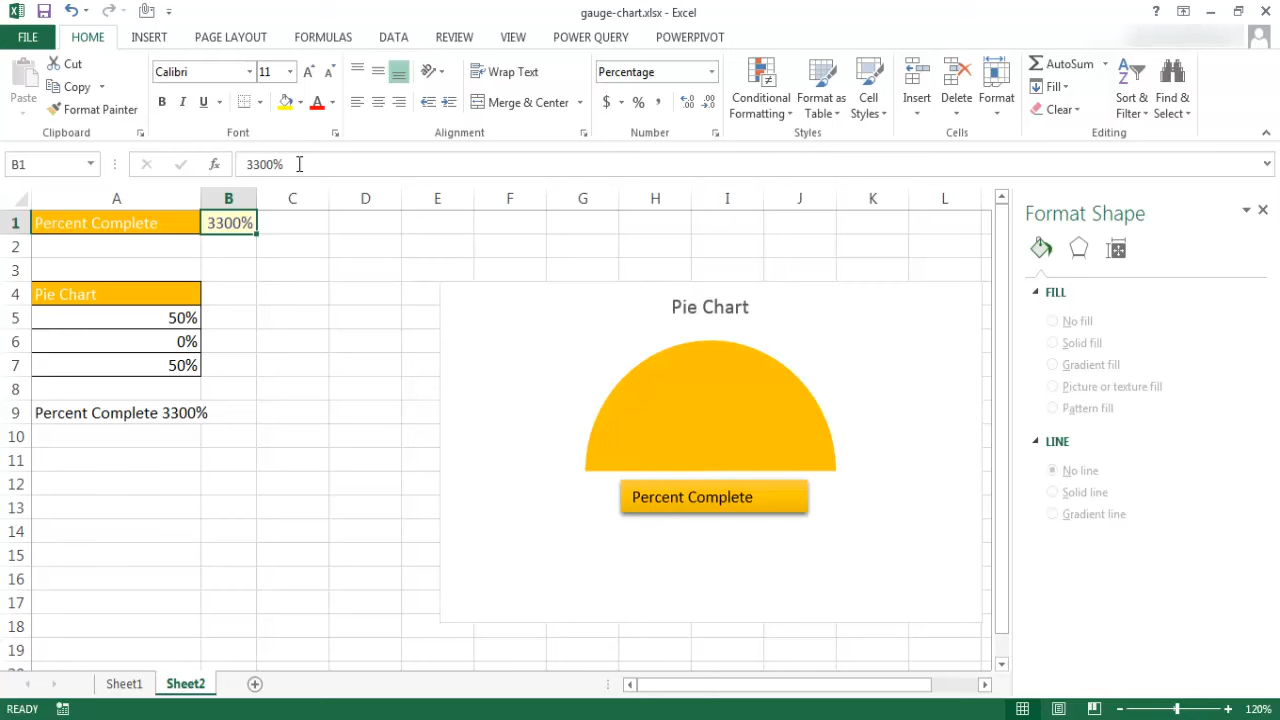 gauge-chart.xlsx - Excel
?
FILE HOME INSERT PAGE LAYOUT FORMULAS DATA REVIEW VIEW POWER QUERY POWERPIVOT
Paste
Cut
Copy
Format Painter
Clipboard
Calibri 11
B I U
Font
Wrap Text
Merge & Center
Alignment
Percentage
$ % ,
Number
Conditional Formatting
Format as Table
Cell Styles
Styles
Insert Delete Format
Cells
AutoSum
Fill
Clear
Sort & Filter
Find & Select
Editing
B1 fx 3300%
A B C D E F G H I J K L
1 Percent Complete 3300%
2
3
4 Pie Chart
5 50%
6 0%
7 50%
8
9 Percent Complete 3300%
10
11
12
13
14
15
16
17
18
19
Pie Chart
Percent Complete
Format Shape
FILL
No fill
Solid fill
Gradient fill
Picture or texture fill
Pattern fill
LINE
No line
Solid line
Gradient line
Sheet1 Sheet2
READY 120%